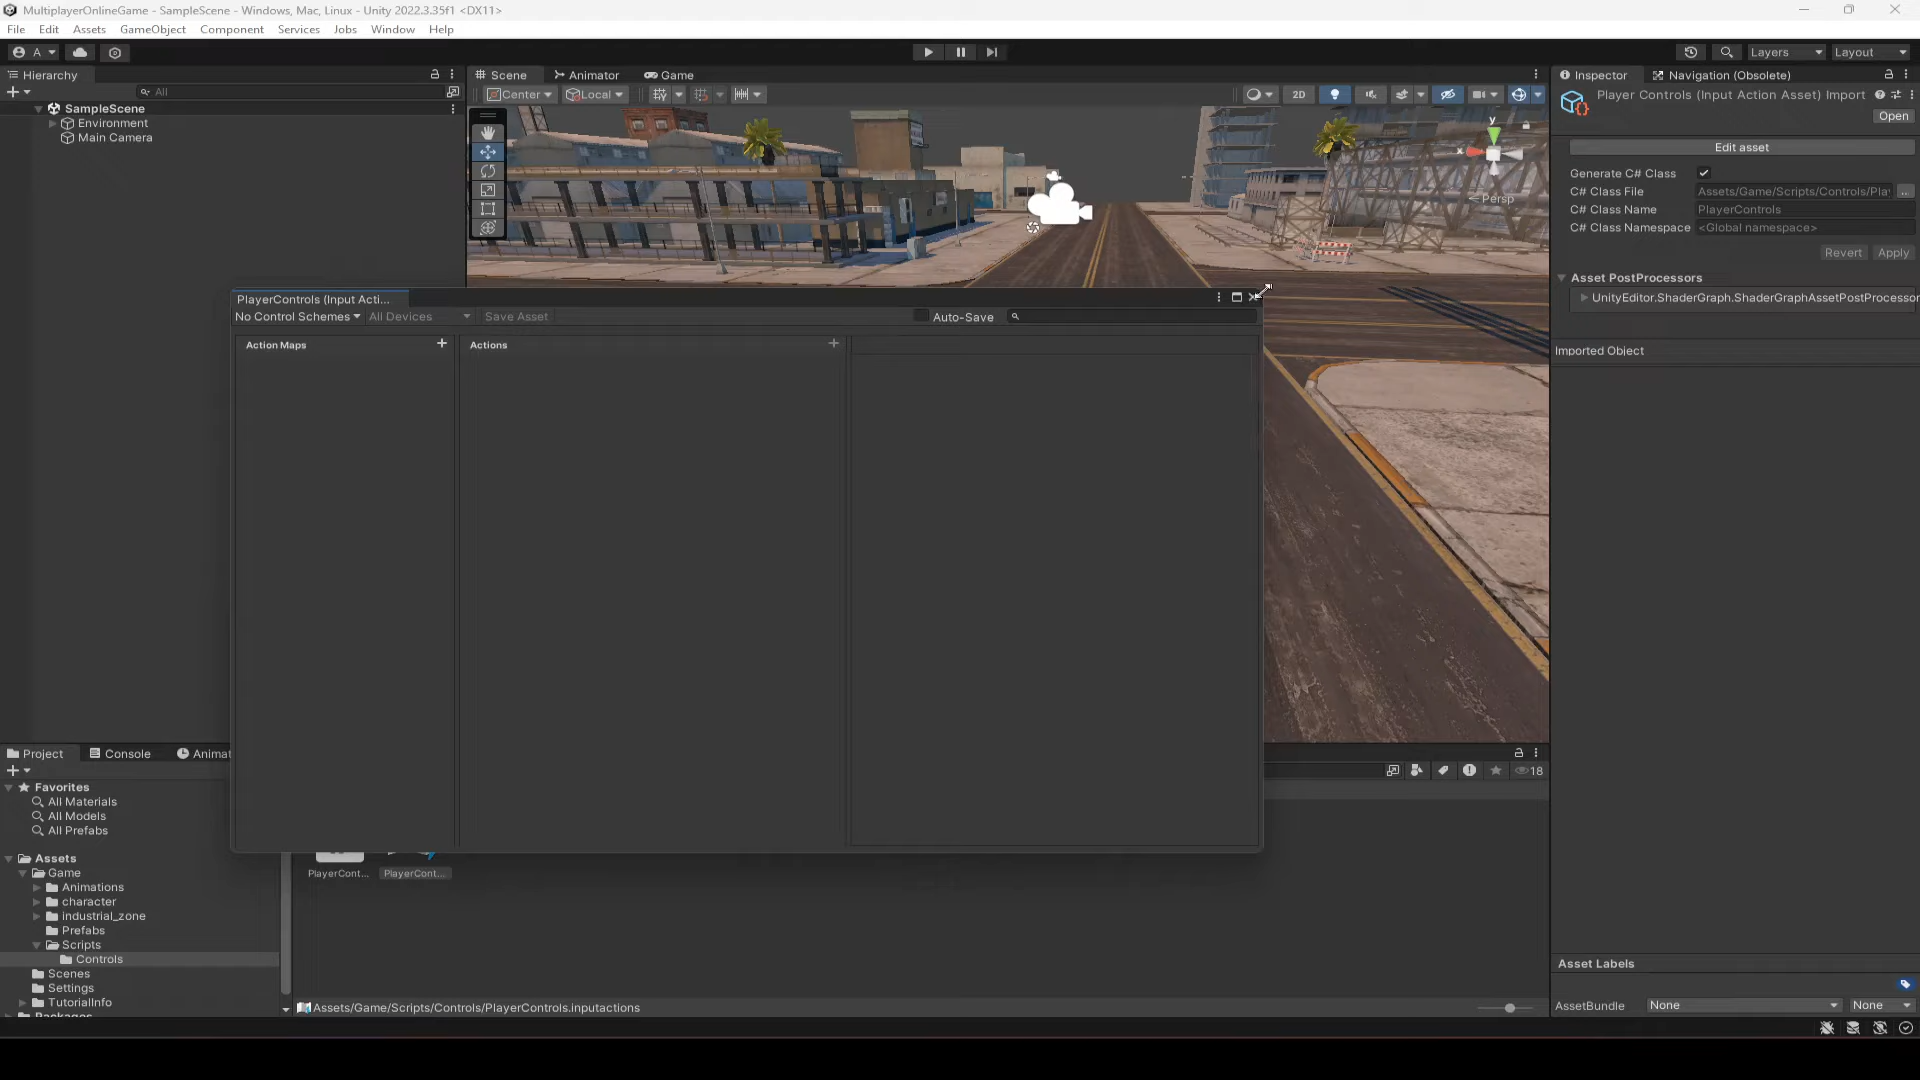 MultiplayerOnlineGame - SampleScene - Windows, Mac, Linux - Unity 2022.3.35f1 <DX11>
File Edit Assets GameObject Component Services Jobs Window Help
A Layers Layout
Hierarchy
All
SampleScene
Environment
Main Camera
Scene Animator Game
Center Local 2D
y
x
Persp
PlayerControls (Input Acti...
No Control Schemes All Devices Save Asset Auto-Save
Action Maps + Actions +
Inspector Navigation (Obsolete)
Player Controls (Input Action Asset) Import
Open
Edit asset
Generate C# Class
C# Class File Assets/Game/Scripts/Controls/Pla
C# Class Name PlayerControls
C# Class Namespace <Global namespace>
Revert Apply
Asset PostProcessors
UnityEditor.ShaderGraph.ShaderGraphAssetPostProcessor
Imported Object
Project Console Animat
18
Favorites
All Materials
All Models
All Prefabs
Assets
Game
Animations
character
industrial_zone
Prefabs
Scripts
Controls
Scenes
Settings
TutorialInfo
Packages
PlayerCont... PlayerCont...
Assets/Game/Scripts/Controls/PlayerControls.inputactions
Asset Labels
AssetBundle None None